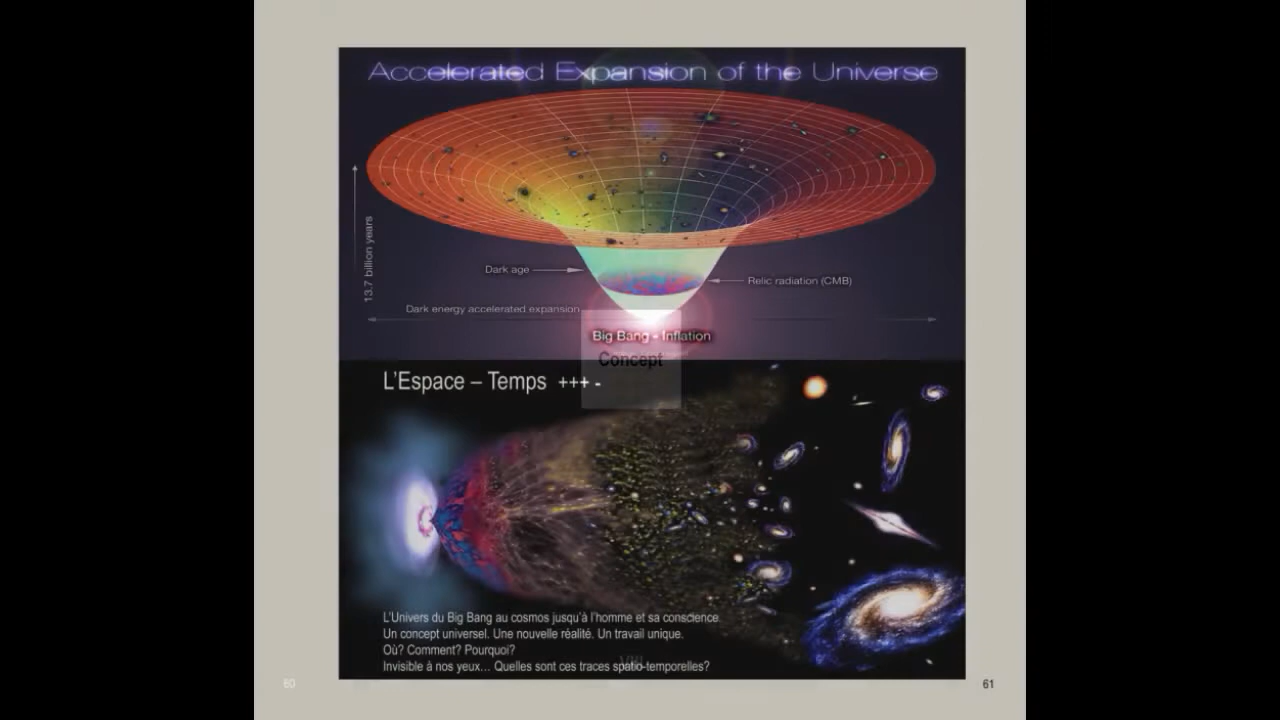 Accelerated Expansion of the Universe
13.7 billion years
Dark age
Relic radiation (CMB)
Dark energy accelerated expansion
Big Bang - Inflation
Concept
L'Espace – Temps +++ -
L'Univers du Big Bang au cosmos jusqu'à l'homme et sa conscience
Un concept universel. Une nouvelle réalité. Un travail unique.
Où? Comment? Pourquoi?
Invisible à nos yeux... Quelles sont ces traces spatio-temporelles?
60
61